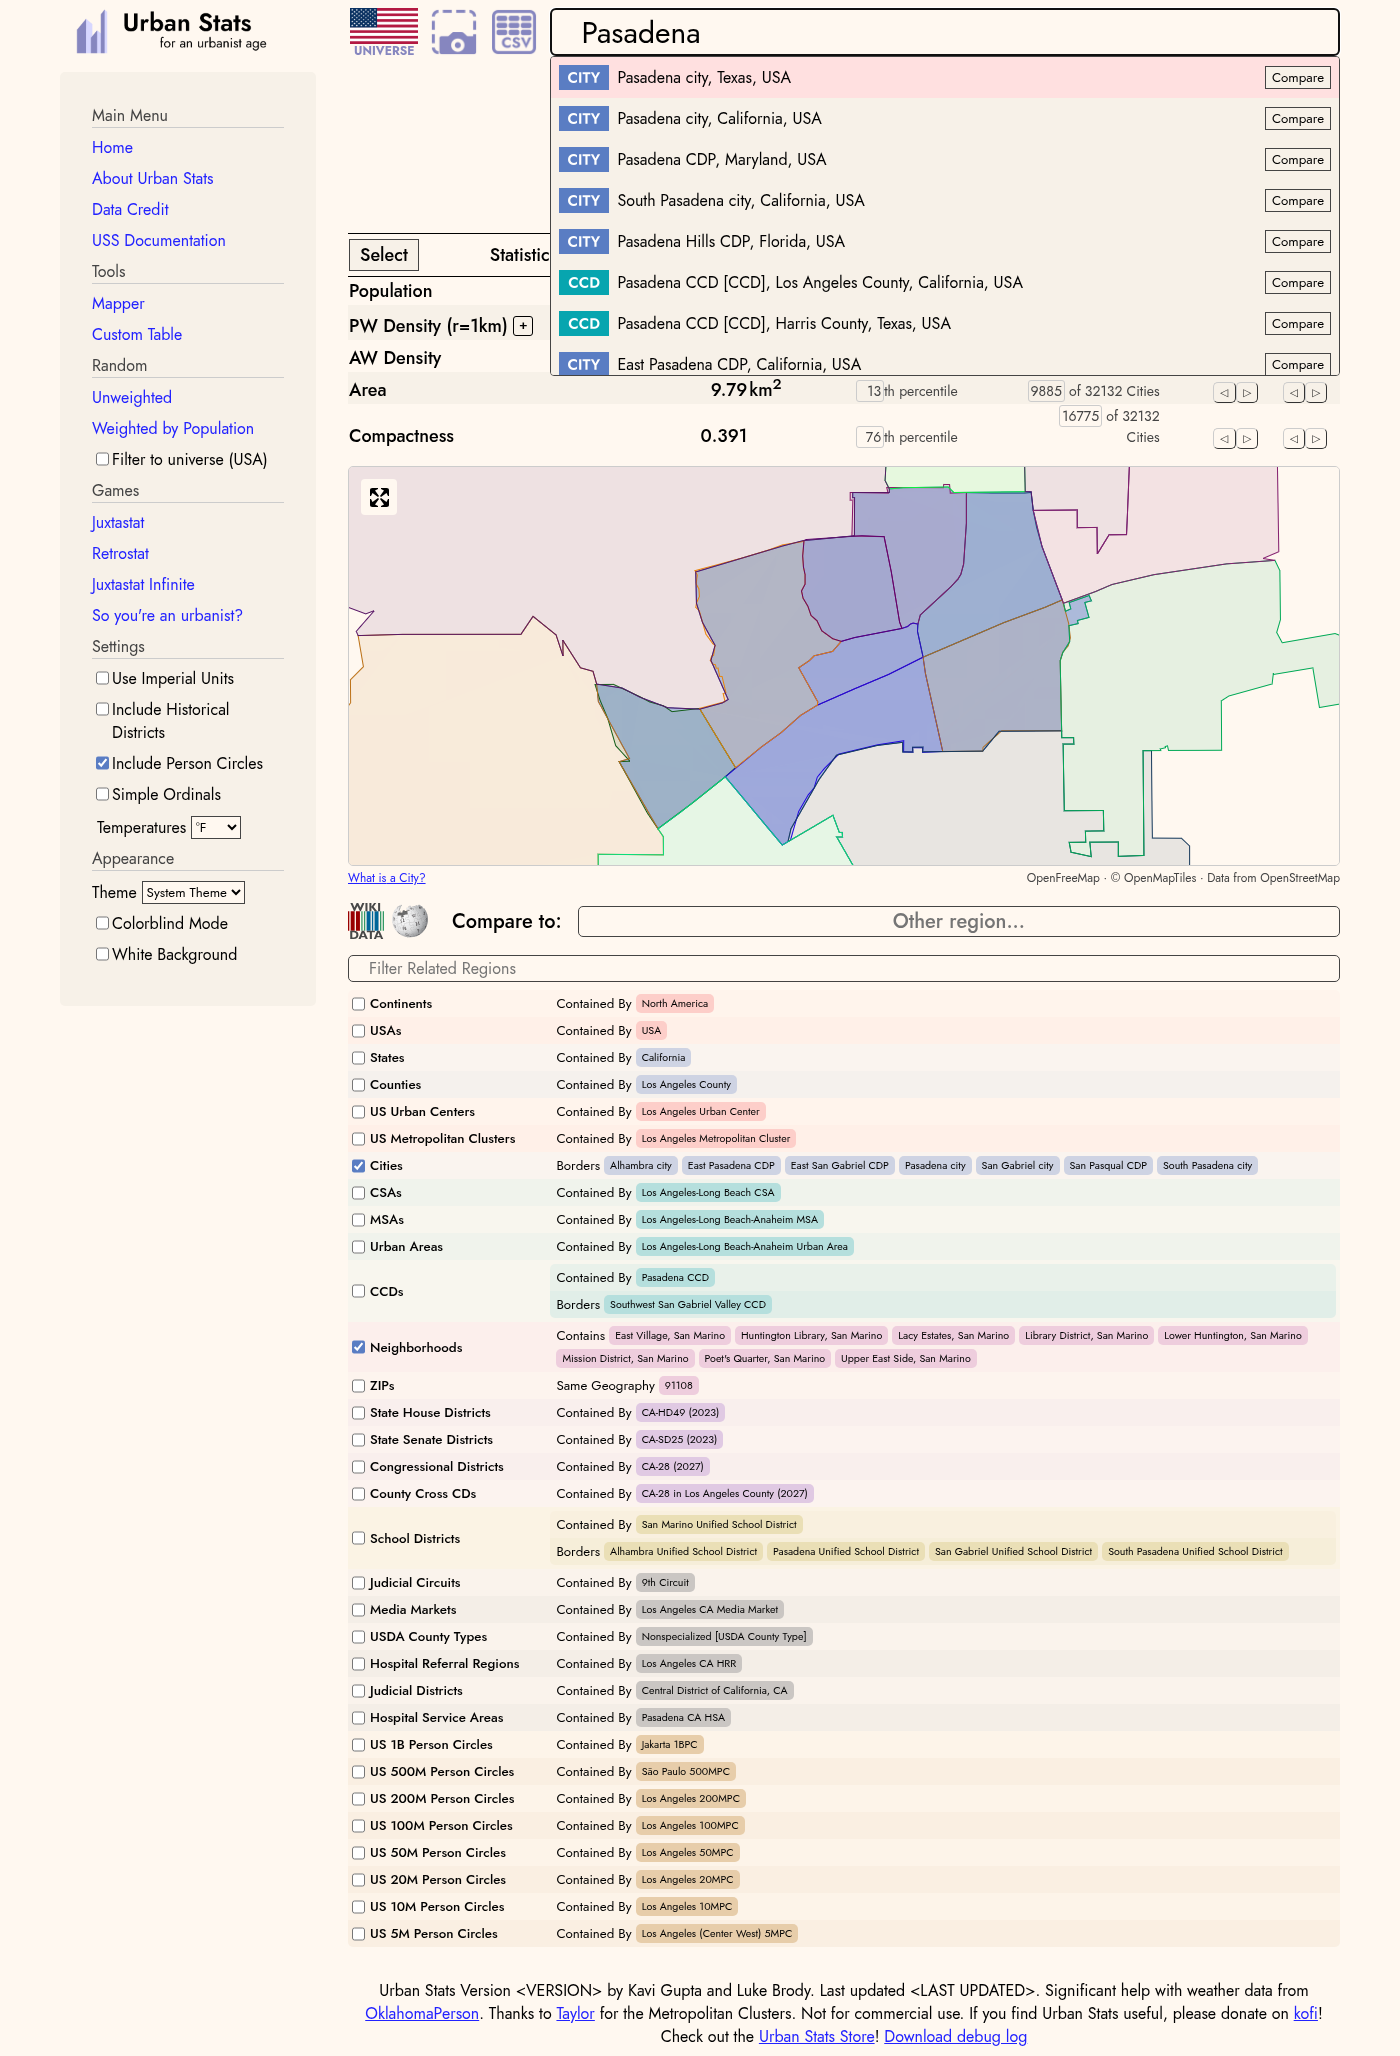 Urban Stats
for an urbanist age
UNIVERSE
CSV
Pasadena
CITY Pasadena city, Texas, USA Compare
CITY Pasadena city, California, USA Compare
CITY Pasadena CDP, Maryland, USA Compare
CITY South Pasadena city, California, USA Compare
CITY Pasadena Hills CDP, Florida, USA Compare
CCD Pasadena CCD [CCD], Los Angeles County, California, USA Compare
CCD Pasadena CCD [CCD], Harris County, Texas, USA Compare
CITY East Pasadena CDP, California, USA Compare
Main Menu
Home
About Urban Stats
Data Credit
USS Documentation
Tools
Mapper
Custom Table
Random
Unweighted
Weighted by Population
Filter to universe (USA)
Games
Juxtastat
Retrostat
Juxtastat Infinite
So you're an urbanist?
Settings
Use Imperial Units
Include Historical
Districts
Include Person Circles
Simple Ordinals
Temperatures °F
Appearance
Theme System Theme
Colorblind Mode
White Background
Select Statistic
Population
PW Density (r=1km) +
AW Density
Area 9.79 km2 13th percentile 9885 of 32132 Cities
Compactness 0.391 76th percentile 16775 of 32132
Cities
What is a City? OpenFreeMap · © OpenMapTiles · Data from OpenStreetMap
WIKI
DATA
Compare to: Other region...
Filter Related Regions
Continents Contained By North America
USAs Contained By USA
States Contained By California
Counties Contained By Los Angeles County
US Urban Centers Contained By Los Angeles Urban Center
US Metropolitan Clusters Contained By Los Angeles Metropolitan Cluster
Cities Borders Alhambra city East Pasadena CDP East San Gabriel CDP Pasadena city San Gabriel city San Pasqual CDP South Pasadena city
CSAs Contained By Los Angeles-Long Beach CSA
MSAs Contained By Los Angeles-Long Beach-Anaheim MSA
Urban Areas Contained By Los Angeles-Long Beach-Anaheim Urban Area
CCDs Contained By Pasadena CCD
Borders Southwest San Gabriel Valley CCD
Neighborhoods Contains East Village, San Marino Huntington Library, San Marino Lacy Estates, San Marino Library District, San Marino Lower Huntington, San Marino
Mission District, San Marino Poet's Quarter, San Marino Upper East Side, San Marino
ZIPs Same Geography 91108
State House Districts Contained By CA-HD49 (2023)
State Senate Districts Contained By CA-SD25 (2023)
Congressional Districts Contained By CA-28 (2027)
County Cross CDs Contained By CA-28 in Los Angeles County (2027)
School Districts Contained By San Marino Unified School District
Borders Alhambra Unified School District Pasadena Unified School District San Gabriel Unified School District South Pasadena Unified School District
Judicial Circuits Contained By 9th Circuit
Media Markets Contained By Los Angeles CA Media Market
USDA County Types Contained By Nonspecialized [USDA County Type]
Hospital Referral Regions Contained By Los Angeles CA HRR
Judicial Districts Contained By Central District of California, CA
Hospital Service Areas Contained By Pasadena CA HSA
US 1B Person Circles Contained By Jakarta 1BPC
US 500M Person Circles Contained By São Paulo 500MPC
US 200M Person Circles Contained By Los Angeles 200MPC
US 100M Person Circles Contained By Los Angeles 100MPC
US 50M Person Circles Contained By Los Angeles 50MPC
US 20M Person Circles Contained By Los Angeles 20MPC
US 10M Person Circles Contained By Los Angeles 10MPC
US 5M Person Circles Contained By Los Angeles (Center West) 5MPC
Urban Stats Version <VERSION> by Kavi Gupta and Luke Brody. Last updated <LAST UPDATED>. Significant help with weather data from
OklahomaPerson. Thanks to Taylor for the Metropolitan Clusters. Not for commercial use. If you find Urban Stats useful, please donate on kofi!
Check out the Urban Stats Store! Download debug log